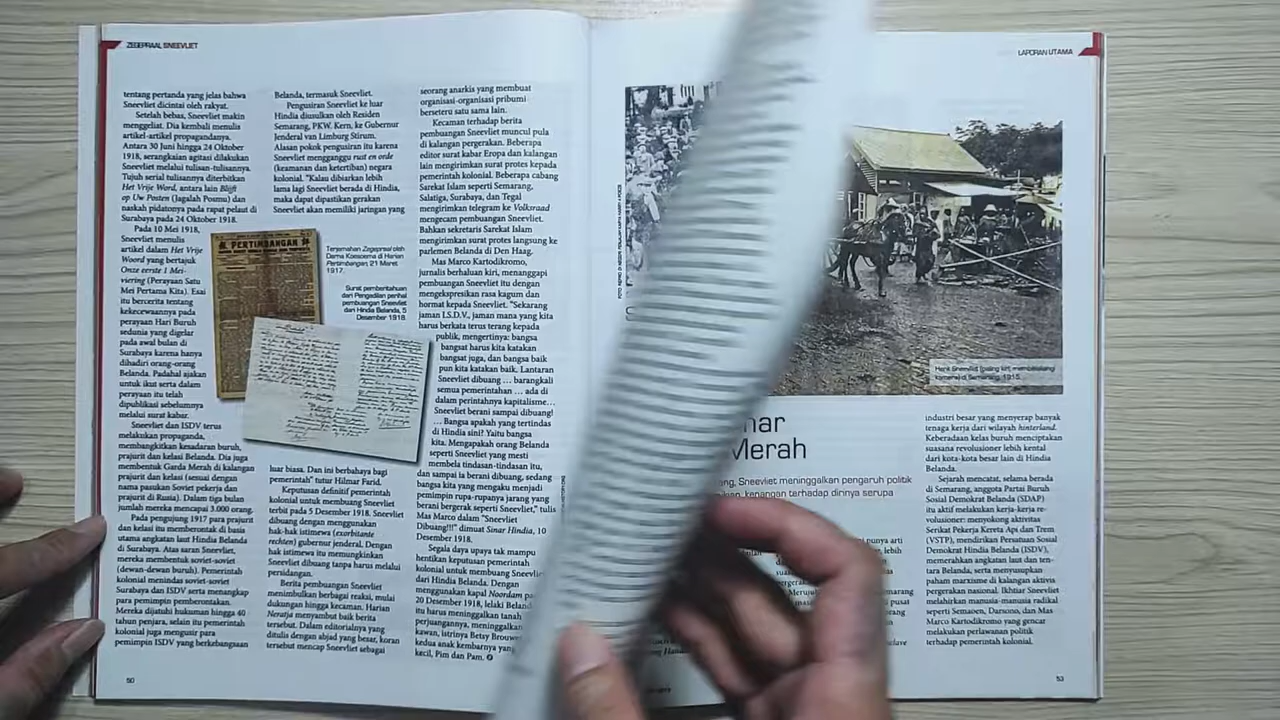 ZEGEPRAAL SNEEVLIET
tentang pertanda yang jelas bahwa
Sneevliet dicintai oleh rakyat.
Setelah bebas, Sneevliet makin
menggeliat. Dia kembali menulis
artikel-artikel propagandanya.
Antara 30 Juni hingga 24 Oktober
1918, serangkaian agitasi dilakukan
Sneevliet melalui tulisan-tulisannya.
Tujuh serial tulisannya diterbitkan
Het Vrije Word, antara lain Blijft
op Uw Posten (Jagalah Posmu) dan
naskah pidatonya pada rapat pelaut di
Surabaya pada 24 Oktober 1918.
Pada 10 Mei 1918,
Sneevliet menulis
artikel dalam Het Vrije
Woord yang bertajuk
Onze eerste 1 Mei-
viering (Perayaan Satu
Mei Pertama Kita). Esai
itu bercerita tentang
kekecewaannya pada
perayaan Hari Buruh
sedunia yang digelar
pada awal bulan di
Surabaya karena hanya
dihadiri orang-orang
Belanda. Padahal ajakan
untuk ikut serta dalam
perayaan itu telah
dipublikasi sebelumnya
melalui surat kabar.
Sneevliet dan ISDV terus
melakukan propaganda,
membangkitkan kesadaran buruh,
prajurit dan kelasi Belanda. Dia juga
membentuk Garda Merah di kalangan
prajurit dan kelasi (sesuai dengan
nama pasukan Soviet pekerja dan
prajurit di Rusia). Dalam tiga bulan
jumlah mereka mencapai 3.000 orang.
Pada pengujung 1917 para prajurit
dan kelasi itu memberontak di basis
utama angkatan laut Hindia Belanda
di Surabaya. Atas saran Sneevliet,
mereka membentuk soviet-soviet
(dewan-dewan buruh). Pemerintah
kolonial menindas soviet-soviet
Surabaya dan ISDV serta menangkap
para pemimpin pemberontakan.
Mereka dijatuhi hukuman hingga 40
tahun penjara, selain itu pemerintah
kolonial juga mengusir para
pemimpin ISDV yang berkebangsaan
50
Belanda, termasuk Sneevliet.
Pengusiran Sneevliet ke luar
Hindia diusulkan oleh Residen
Semarang, PKW. Kern, ke Gubernur
Jenderal van Limburg Stirum.
Alasan pokok pengusiran itu karena
Sneevliet mengganggu rust en orde
(keamanan dan ketertiban) negara
kolonial. "Kalau dibiarkan lebih
lama lagi Sneevliet berada di Hindia,
maka dapat dipastikan gerakan
Sneevliet akan memiliki jaringan yang
PERTIMBANGAN
Terjemahan Zegepraal oleh
Darna Koesoema di Harian
Pertimbangan, 21 Maret
1917.
Surat pemberitahuan
dari Pengadilan perihal
pembuangan Sneevliet
dari Hindia Belanda, 5
Desember 1918.
luar biasa. Dan ini berbahaya bagi
pemerintah" tutur Hilmar Farid.
Keputusan definitif pemerintah
kolonial untuk membuang Sneevliet
terbit pada 5 Desember 1918. Sneevliet
dibuang dengan menggunakan
hak-hak istimewa (exorbitante
rechten) gubernur jenderal. Dengan
hak istimewa itu memungkinkan
Sneevliet dibuang tanpa harus melalui
persidangan.
Berita pembuangan Sneevliet
menimbulkan berbagai reaksi, mulai
dukungan hingga kecaman. Harian
Neratja menyambut baik berita
tersebut. Dalam editorialnya yang
ditulis dengan abjad yang besar, koran
tersebut mencap Sneevliet sebagai
seorang anarkis yang membuat
organisasi-organisasi pribumi
berseteru satu sama lain.
Kecaman terhadap berita
pembuangan Sneevliet muncul pula
di kalangan pergerakan. Beberapa
editor surat kabar Eropa dan kalangan
lain mengirimkan surat protes kepada
pemerintah kolonial. Beberapa cabang
Sarekat Islam seperti Semarang,
Salatiga, Surabaya, dan Tegal
mengirimkan telegram ke Volksraad
mengecam pembuangan Sneevliet.
Bahkan sekretaris Sarekat Islam
mengirimkan surat protes langsung ke
parlemen Belanda di Den Haag.
Mas Marco Kartodikromo,
jurnalis berhaluan kiri, menanggapi
pembuangan Sneevliet itu dengan
mengekspresikan rasa kagum dan
hormat kepada Sneevliet. "Sekarang
jaman I.S.D.V., jaman mana yang kita
harus berkata terus terang kepada
publik, mengertinya: bangsa
bangsat harus kita katakan
bangsat juga, dan bangsa baik
pun kita katakan baik. Lantaran
Sneevliet dibuang … barangkali
semua pemerintahan … ada di
dalam perintahnya kapitalisme…
Sneevliet berani sampai dibuang!
… Bangsa apakah yang tertindas
di Hindia sini? Yaitu bangsa
kita. Mengapakah orang Belanda
seperti Sneevliet yang mesti
membela tindasan-tindasan itu,
dan sampai ia berani dibuang, sedang
bangsa kita yang mengaku menjadi
pemimpin rupa-rupanya jarang yang
berani bergerak seperti Sneevliet," tulis
Mas Marco dalam "Sneevliet
Dibuang!!!" dimuat Sinar Hindia, 10
Desember 1918.
Segala daya upaya tak mampu
hentikan keputusan pemerintah
kolonial untuk membuang Sneevliet
dari Hindia Belanda. Dengan
menggunakan kapal Noordam pa
20 Desember 1918, lelaki Belanda
itu harus meninggalkan tanah
perjuangannya, meninggalkan
kawan, istrinya Betsy Brouwe
kedua anak kembarnya yang
kecil, Pim dan Pam.
LAPORAN UTAMA
Henk Sneevliet (paling kiri, membelakangi
kamera) di Semarang, 1915.
nar
Merah
ng, Sneevliet meninggalkan pengaruh politik
kenangan terhadap dirinya serupa
punya arti
lebih
industri besar yang menyerap banyak
tenaga kerja dari wilayah hinterland.
Keberadaan kelas buruh menciptakan
suasana revolusioner lebih kental
dari kota-kota besar lain di Hindia
Belanda.
Sejarah mencatat, selama berada
di Semarang, anggota Partai Buruh
Sosial Demokrat Belanda (SDAP)
itu aktif melakukan kerja-kerja re-
volusioner: menyokong aktivitas
Serikat Pekerja Kereta Api dan Trem
(VSTP), mendirikan Persatuan Sosial
Demokrat Hindia Belanda (ISDV),
memerahkan angkatan laut dan ten-
tara Belanda, serta menyusupkan
paham marxisme di kalangan aktivis
pergerakan nasional. Ikhtiar Sneevliet
melahirkan manusia-manusia radikal
seperti Semaoen, Darsono, dan Mas
Marco Kartodikromo yang gencar
melakukan perlawanan politik
terhadap pemerintah kolonial.
53